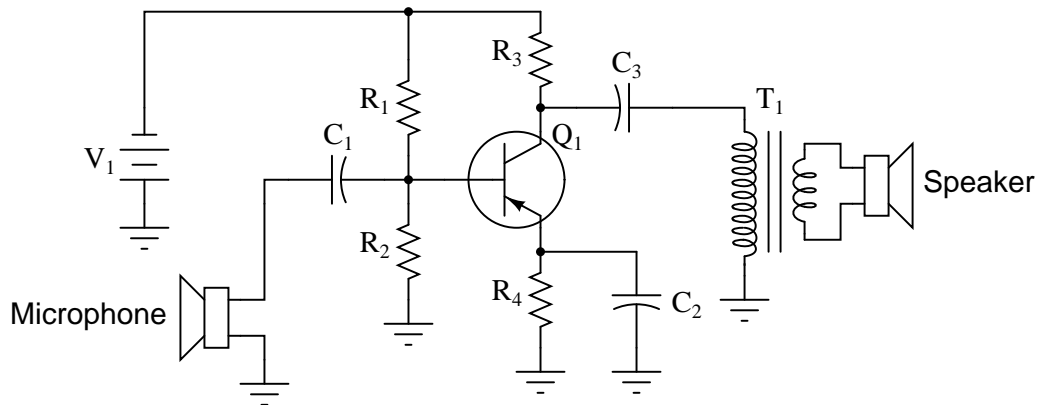 R₃
C₃
R₁
T₁
C₁
Q₁
V₁
Speaker
R₂
R₄
C₂
Microphone